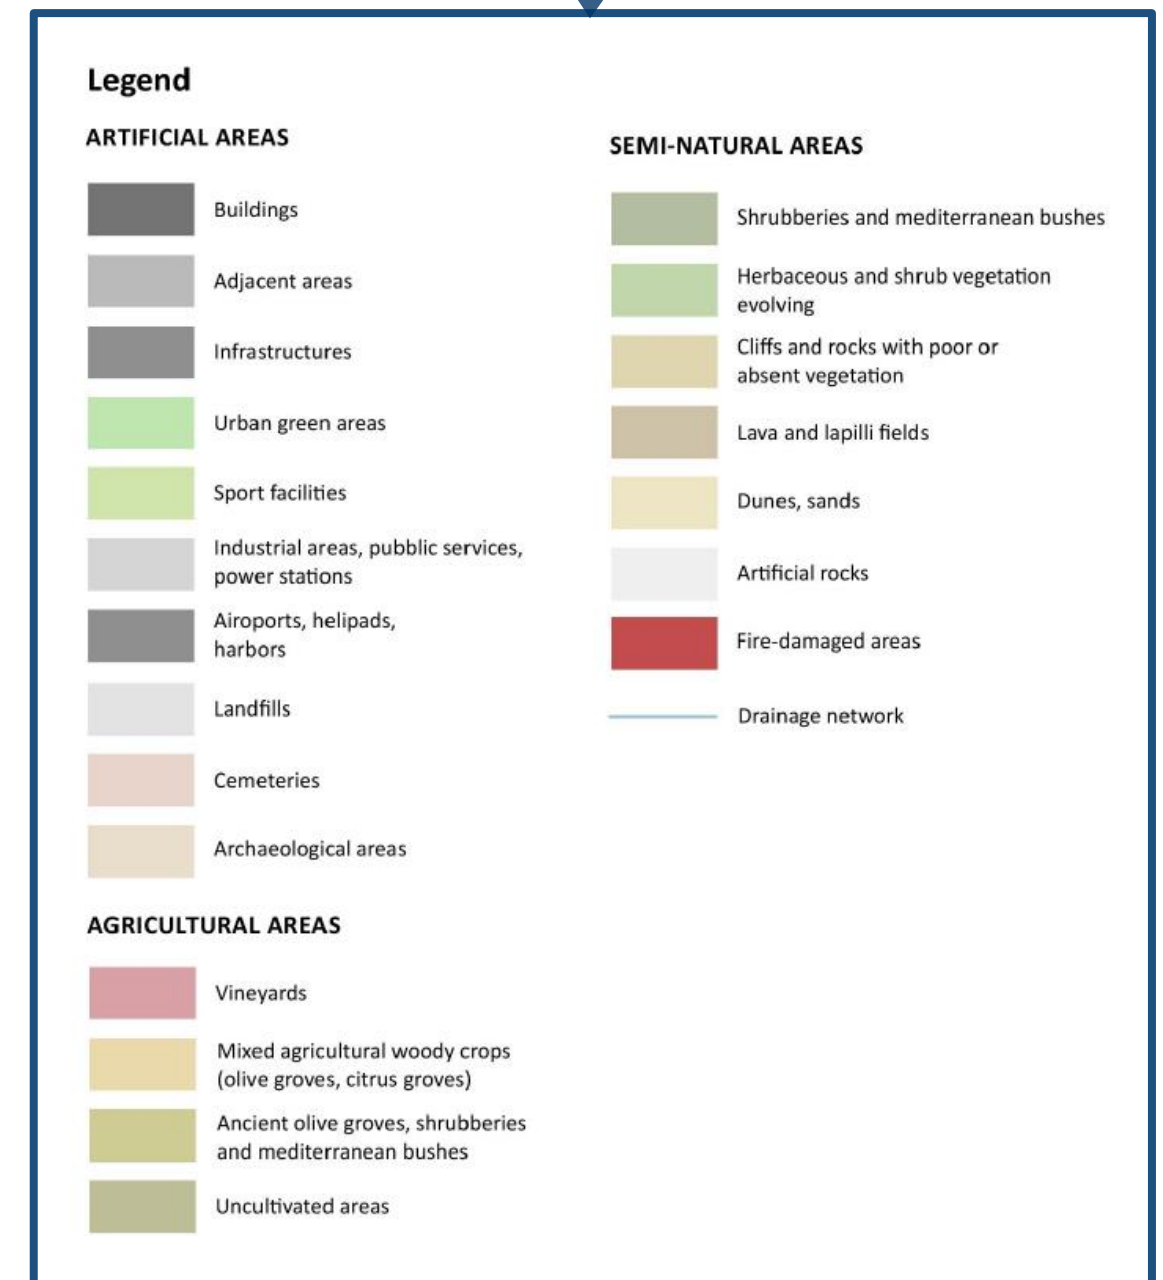 Legend
ARTIFICIAL AREAS
Buildings
Adjacent areas
Infrastructures
Urban green areas
Sport facilities
Industrial areas, pubblic services,
power stations
Airoports, helipads,
harbors
Landfills
Cemeteries
Archaeological areas
AGRICULTURAL AREAS
Vineyards
Mixed agricultural woody crops
(olive groves, citrus groves)
Ancient olive groves, shrubberies
and mediterranean bushes
Uncultivated areas
SEMI-NATURAL AREAS
Shrubberies and mediterranean bushes
Herbaceous and shrub vegetation
evolving
Cliffs and rocks with poor or
absent vegetation
Lava and lapilli fields
Dunes, sands
Artificial rocks
Fire-damaged areas
Drainage network